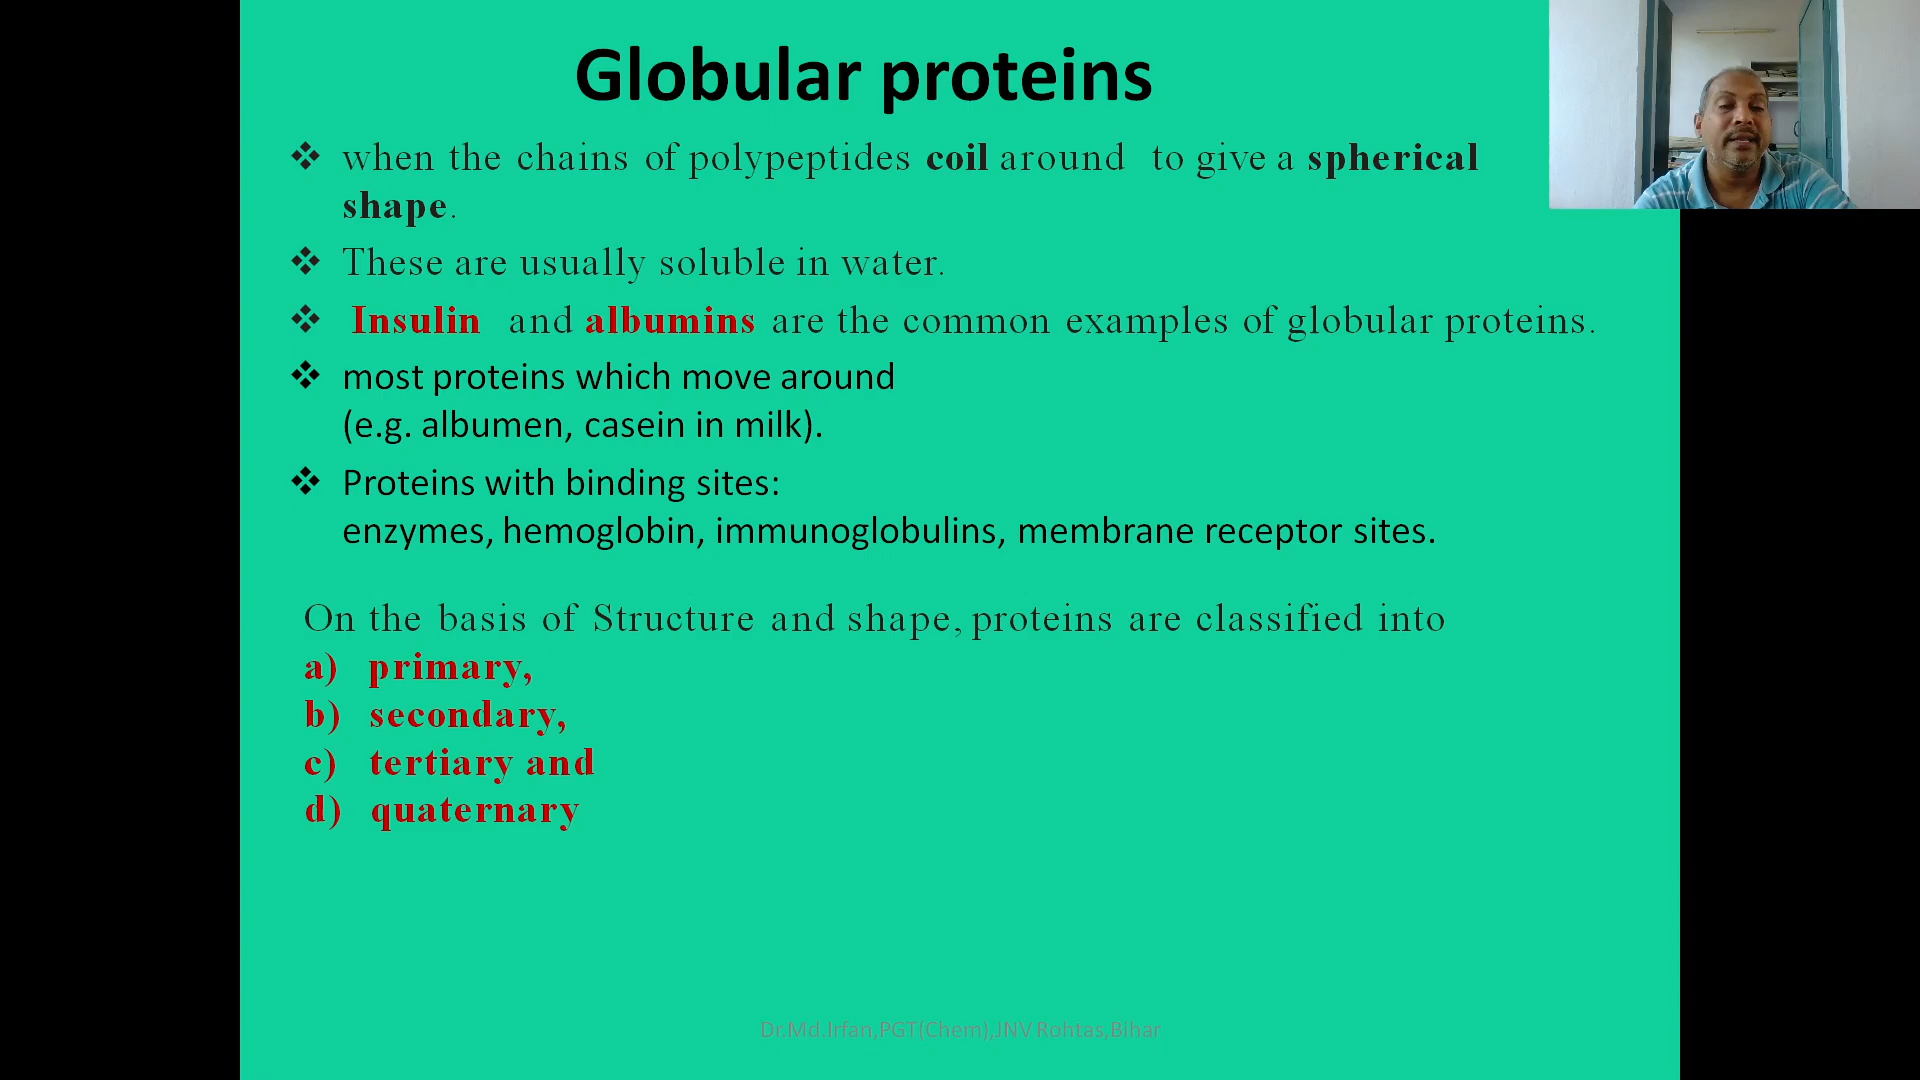 Globular proteins
❖ when the chains of polypeptides coil around to give a spherical
shape.
❖ These are usually soluble in water.
❖ Insulin and albumins are the common examples of globular proteins.
❖ most proteins which move around
(e.g. albumen, casein in milk).
❖ Proteins with binding sites:
enzymes, hemoglobin, immunoglobulins, membrane receptor sites.
On the basis of Structure and shape, proteins are classified into
a) primary,
b) secondary,
c) tertiary and
d) quaternary
Dr.Md.Irfan,PGT(Chem),JNV Rohtas,Bihar